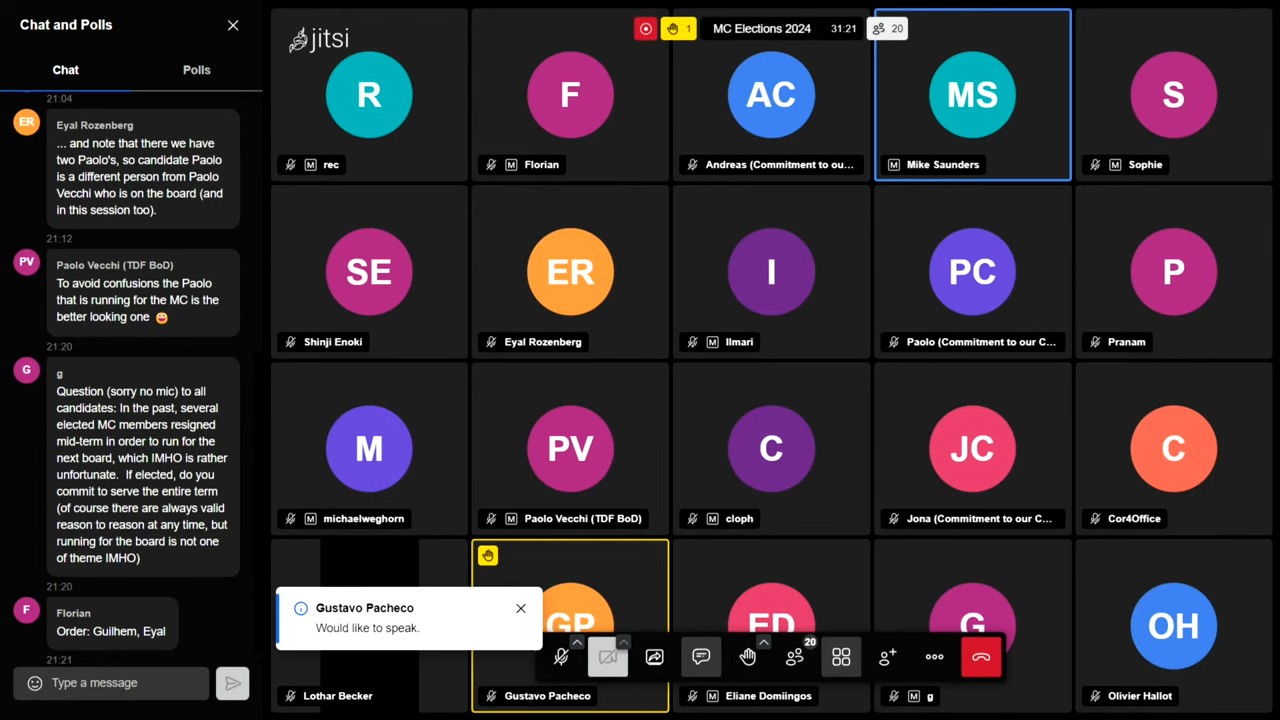 Chat and Polls
Chat
Polls
21:04
ER
Eyal Rozenberg
... and note that there we have
two Paolo's, so candidate Paolo
is a different person from Paolo
Vecchi who is on the board (and
in this session too).
21:12
PV
Paolo Vecchi (TDF BoD)
To avoid confusions the Paolo
that is running for the MC is the
better looking one
21:20
G
g
Question (sorry no mic) to all
candidates: In the past, several
elected MC members resigned
mid-term in order to run for the
next board, which IMHO is rather
unfortunate. If elected, do you
commit to serve the entire term
(of course there are always valid
reason to reason at any time, but
running for the board is not one
of theme IMHO)
21:20
F
Florian
Order: Guilhem, Eyal
21:21
Type a message
jitsi
1
MC Elections 2024
31:21
20
R
F
AC
MS
S
M rec
M Florian
Andreas (Commitment to ou...
M Mike Saunders
M Sophie
SE
ER
I
PC
P
Shinji Enoki
Eyal Rozenberg
M Ilmari
Paolo (Commitment to our C...
Pranam
M
PV
C
JC
C
M michaelweghorn
M Paolo Vecchi (TDF BoD)
M cloph
Jona (Commitment to our C...
Cor4Office
GP
ED
G
OH
Gustavo Pacheco
Would like to speak.
20
Lothar Becker
Gustavo Pacheco
M Eliane Domiingos
M g
Olivier Hallot